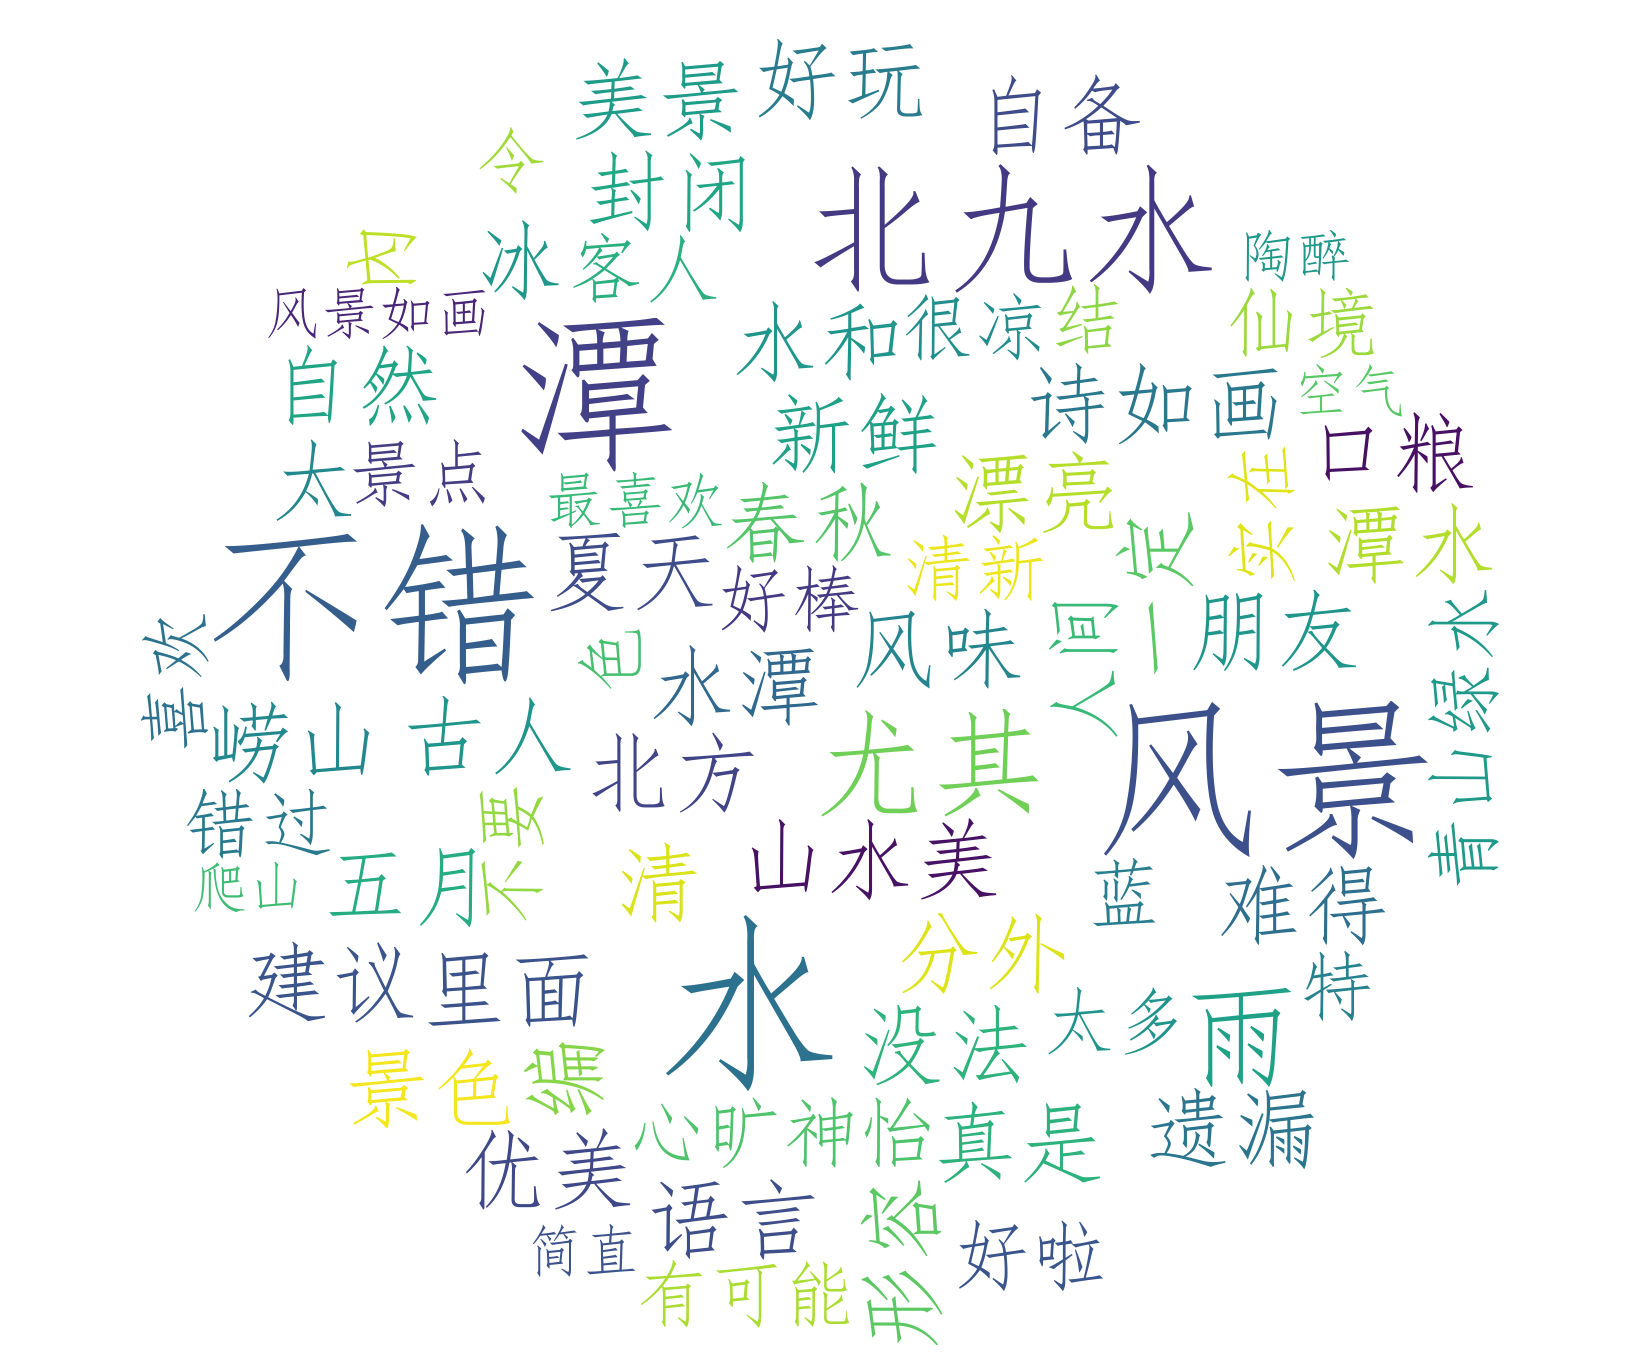 美景
好玩
自备
令
封闭
北九水
才
冰
客人
陶醉
风景如画
潭
水和
很凉
结
仙境
自然
新鲜
诗如画
空气
太
景点
最喜欢
春秋
漂亮
实在
口粮
不错
夏天
好棒
清新
一定
潭水
喜欢
色
水潭
风味
人间
朋友
青山绿水
崂山
古人
北方
尤其
风景
错过
不要
爬山
五月
清
山水美
蓝
难得
建议
里面
水
分外
没法
太多
雨
特
景色
编
心旷神怡
真是
遗漏
优美
语言
形容
好啦
简直
有可能